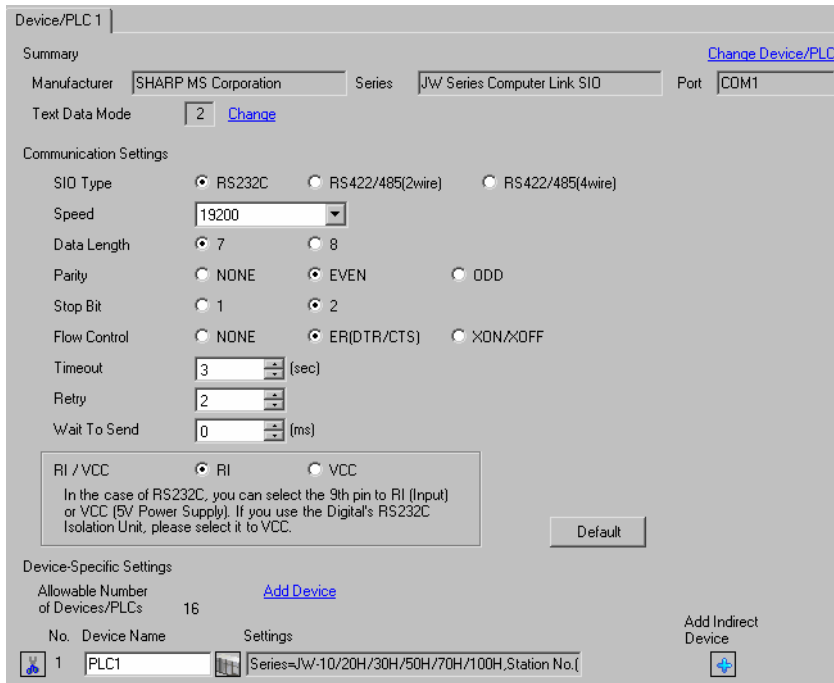 Device/PLC 1
Summary
Change Device/PLC
Manufacturer SHARP MS Corporation Series JW Series Computer Link SIO Port COM1
Text Data Mode 2 Change
Communication Settings
SIO Type RS232C RS422/485(2wire) RS422/485(4wire)
Speed 19200
Data Length 7 8
Parity NONE EVEN ODD
Stop Bit 1 2
Flow Control NONE ER(DTR/CTS) XON/XOFF
Timeout 3 (sec)
Retry 2
Wait To Send 0 (ms)
RI / VCC RI VCC
In the case of RS232C, you can select the 9th pin to RI (Input)
or VCC (5V Power Supply). If you use the Digital's RS232C
Isolation Unit, please select it to VCC.
Default
Device-Specific Settings
Allowable Number Add Device
of Devices/PLCs 16
Add Indirect
Device
No. Device Name Settings
1 PLC1 Series=JW-10/20H/30H/50H/70H/100H,Station No.(